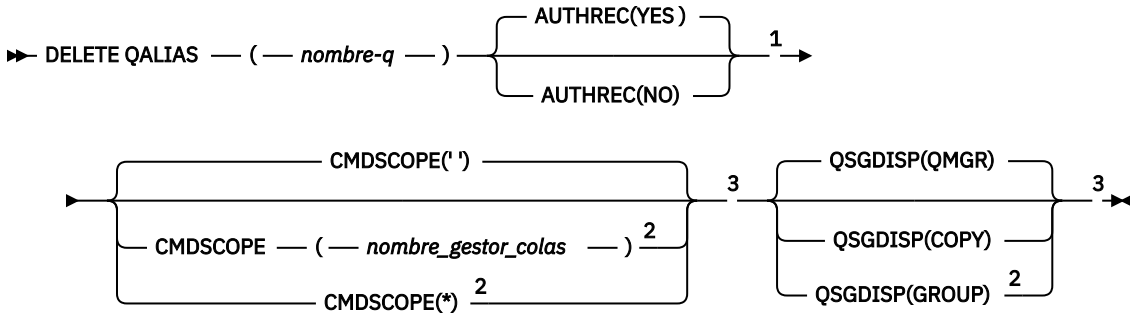 AUTHREC(YES )
DELETE QALIAS ( nombre-q ) 1
AUTHREC(NO)
CMDSCOPE(' ') QSGDISP(QMGR)
3 3
CMDSCOPE ( nombre_gestor_colas ) 2 QSGDISP(COPY)
CMDSCOPE(*) 2 QSGDISP(GROUP) 2